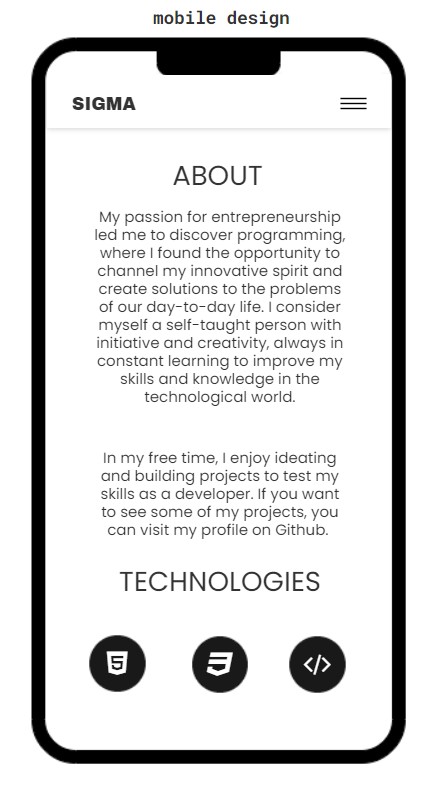 mobile design
SIGMA
ABOUT
My passion for entrepreneurship
led me to discover programming,
where I found the opportunity to
channel my innovative spirit and
create solutions to the problems
of our day-to-day life. I consider
myself a self-taught person with
initiative and creativity, always in
constant learning to improve my
skills and knowledge in the
technological world.
In my free time, I enjoy ideating
and building projects to test my
skills as a developer. If you want
to see some of my projects, you
can visit my profile on Github.
TECHNOLOGIES
5 3 </>